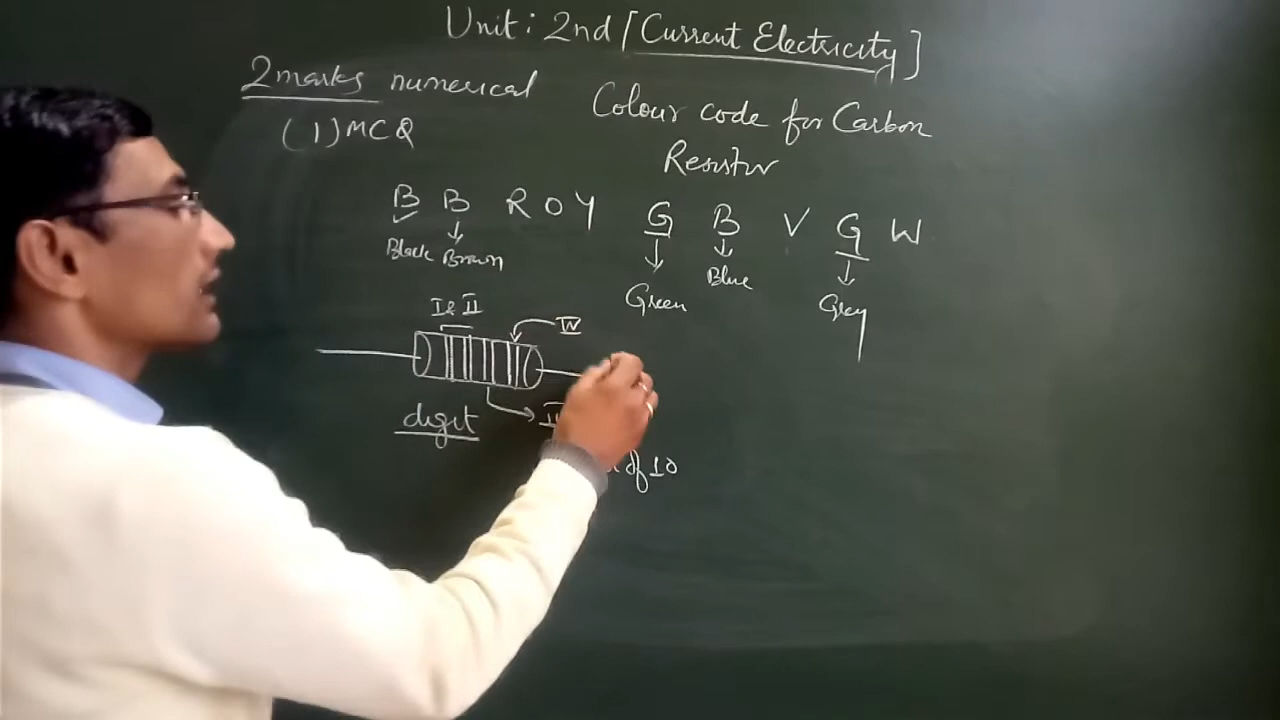 Unit: 2nd [Current Electricity]
2marks numerical
(1) MCQ
Colour code for Carbon
Resistor
B B R O Y G B V G W
Black Brown Green Blue Grey
I & II
IV
digit
of 10